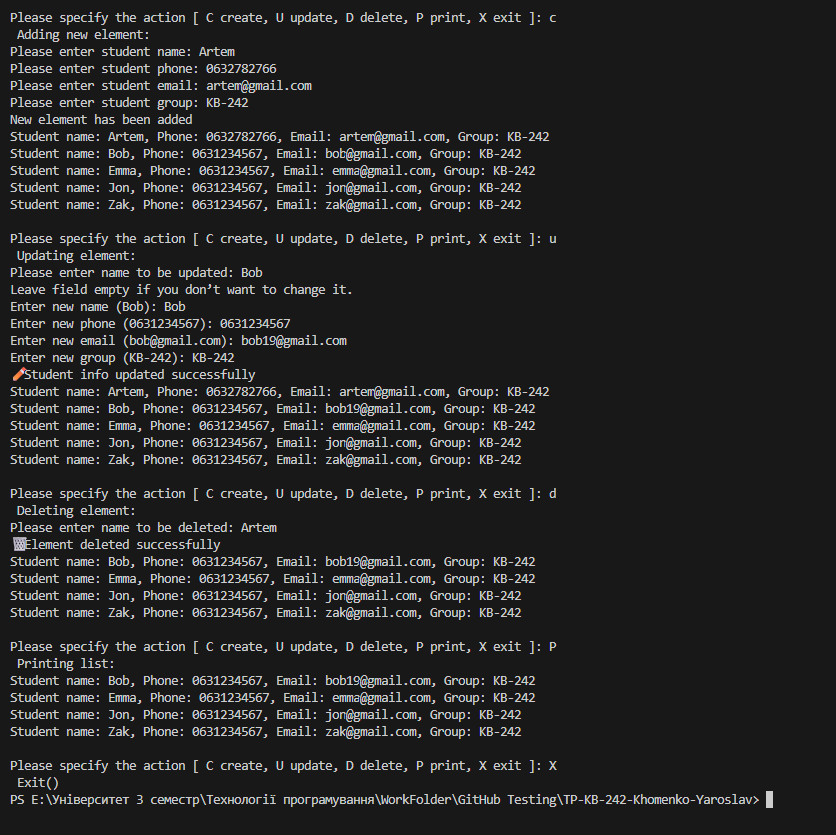 Please specify the action [ C create, U update, D delete, P print, X exit ]: c
 Adding new element:
Please enter student name: Artem
Please enter student phone: 0632782766
Please enter student email: artem@gmail.com
Please enter student group: KB-242
New element has been added
Student name: Artem, Phone: 0632782766, Email: artem@gmail.com, Group: KB-242
Student name: Bob, Phone: 0631234567, Email: bob@gmail.com, Group: KB-242
Student name: Emma, Phone: 0631234567, Email: emma@gmail.com, Group: KB-242
Student name: Jon, Phone: 0631234567, Email: jon@gmail.com, Group: KB-242
Student name: Zak, Phone: 0631234567, Email: zak@gmail.com, Group: KB-242

Please specify the action [ C create, U update, D delete, P print, X exit ]: u
 Updating element:
Please enter name to be updated: Bob
Leave field empty if you don’t want to change it.
Enter new name (Bob): Bob
Enter new phone (0631234567): 0631234567
Enter new email (bob@gmail.com): bob19@gmail.com
Enter new group (KB-242): KB-242
✏️Student info updated successfully
Student name: Artem, Phone: 0632782766, Email: artem@gmail.com, Group: KB-242
Student name: Bob, Phone: 0631234567, Email: bob19@gmail.com, Group: KB-242
Student name: Emma, Phone: 0631234567, Email: emma@gmail.com, Group: KB-242
Student name: Jon, Phone: 0631234567, Email: jon@gmail.com, Group: KB-242
Student name: Zak, Phone: 0631234567, Email: zak@gmail.com, Group: KB-242

Please specify the action [ C create, U update, D delete, P print, X exit ]: d
 Deleting element:
Please enter name to be deleted: Artem
🗑️Element deleted successfully
Student name: Bob, Phone: 0631234567, Email: bob19@gmail.com, Group: KB-242
Student name: Emma, Phone: 0631234567, Email: emma@gmail.com, Group: KB-242
Student name: Jon, Phone: 0631234567, Email: jon@gmail.com, Group: KB-242
Student name: Zak, Phone: 0631234567, Email: zak@gmail.com, Group: KB-242

Please specify the action [ C create, U update, D delete, P print, X exit ]: P
 Printing list:
Student name: Bob, Phone: 0631234567, Email: bob19@gmail.com, Group: KB-242
Student name: Emma, Phone: 0631234567, Email: emma@gmail.com, Group: KB-242
Student name: Jon, Phone: 0631234567, Email: jon@gmail.com, Group: KB-242
Student name: Zak, Phone: 0631234567, Email: zak@gmail.com, Group: KB-242

Please specify the action [ C create, U update, D delete, P print, X exit ]: X
 Exit()
PS E:\Університет 3 семестр\Технології програмування\WorkFolder\GitHub Testing\TP-KB-242-Khomenko-Yaroslav>